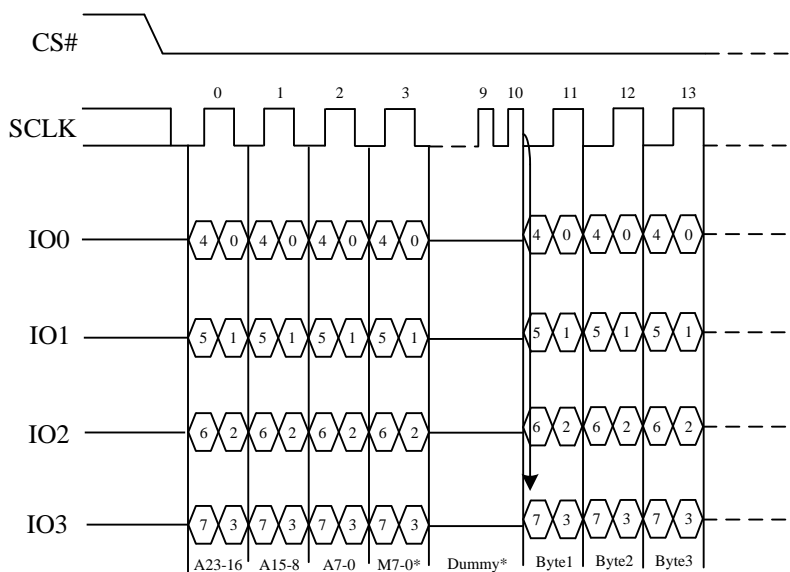 CS#
0 1 2 3 9 10 11 12 13
SCLK
IO0 4 0 4 0 4 0 4 0 4 0 4 0 4 0
IO1 5 1 5 1 5 1 5 1 5 1 5 1 5 1
IO2 6 2 6 2 6 2 6 2 6 2 6 2 6 2
IO3 7 3 7 3 7 3 7 3 7 3 7 3 7 3
A23-16 A15-8 A7-0 M7-0* Dummy* Byte1 Byte2 Byte3